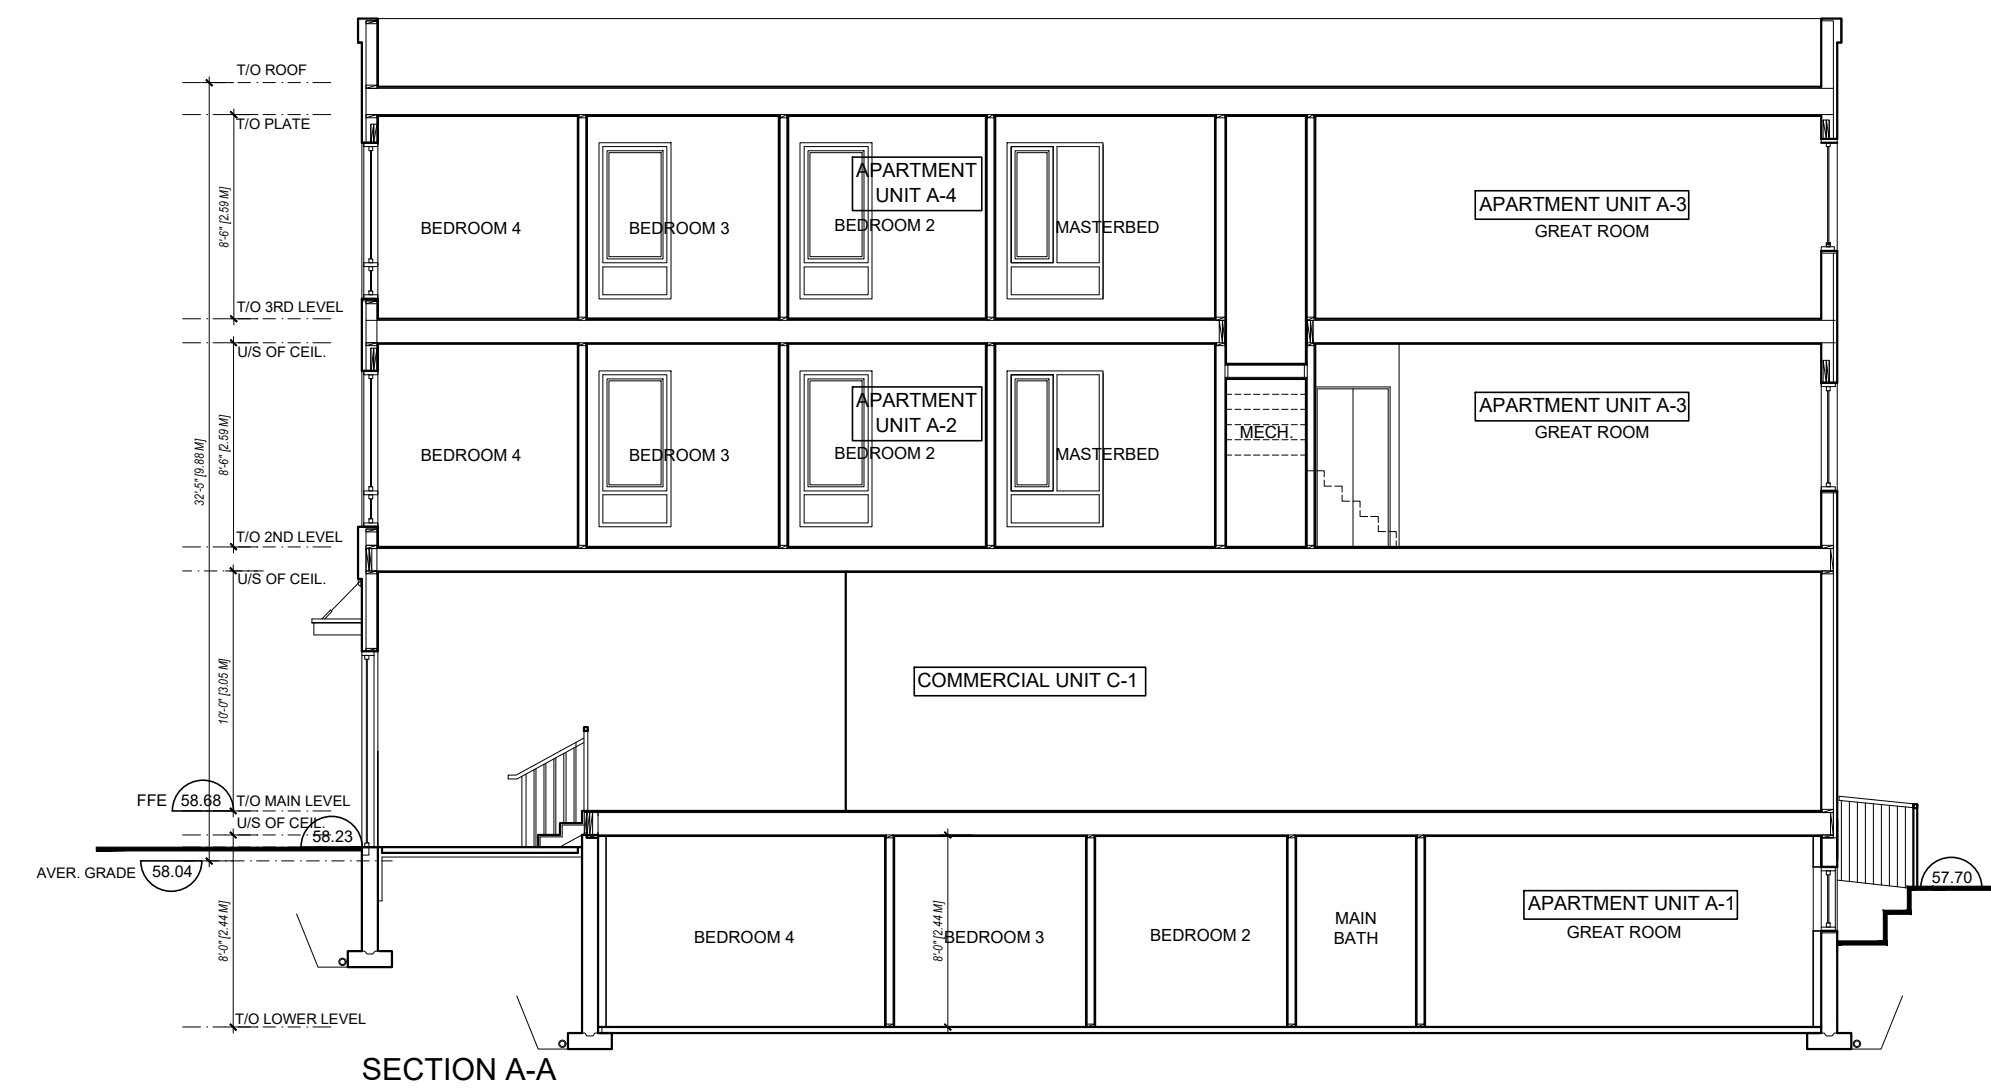 T/O ROOF
T/O PLATE
8'-6" [2.59 M]
APARTMENT
UNIT A-4
BEDROOM 4
BEDROOM 3
BEDROOM 2
MASTERBED
APARTMENT UNIT A-3
GREAT ROOM
T/O 3RD LEVEL
U/S OF CEIL.
32'-5" [9.88 M]
8'-6" [2.59 M]
APARTMENT
UNIT A-2
BEDROOM 4
BEDROOM 3
BEDROOM 2
MASTERBED
MECH.
APARTMENT UNIT A-3
GREAT ROOM
T/O 2ND LEVEL
U/S OF CEIL.
10'-0" [3.05 M]
COMMERCIAL UNIT C-1
FFE 58.68
T/O MAIN LEVEL
U/S OF CEIL.
58.23
AVER. GRADE 58.04
57.70
8'-0" [2.44 M]
BEDROOM 4
8'-0" [2.44 M]
BEDROOM 3
BEDROOM 2
MAIN
BATH
APARTMENT UNIT A-1
GREAT ROOM
T/O LOWER LEVEL
SECTION A-A